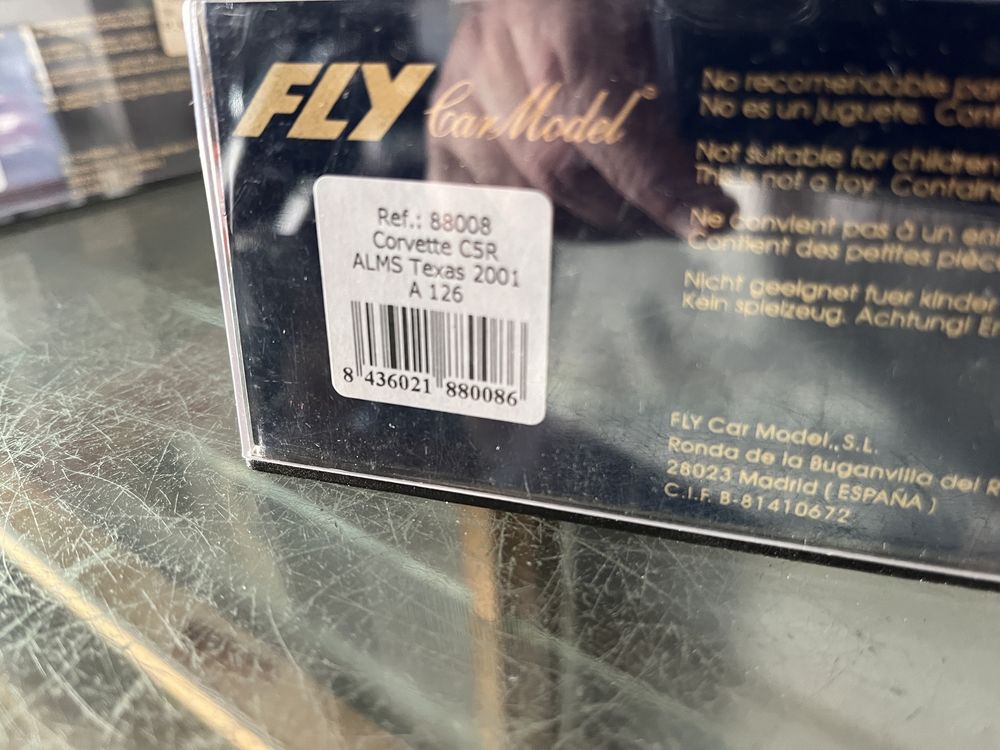 FLY Car Model
Ref.: 88008
Corvette C5R
ALMS Texas 2001
A 126
8 436021 880086
No recomendable
No es un juguete.
Not suitable for children
This is not a toy.
Ne convient pas à un
Contient des petites
Nicht geeignet fuer kinder
Kein spielzeug. Achtung!
FLY Car Model., S.L.
Ronda de la Buganvilla del
28023 Madrid ( ESPAÑA )
C.I.F. B-81410672